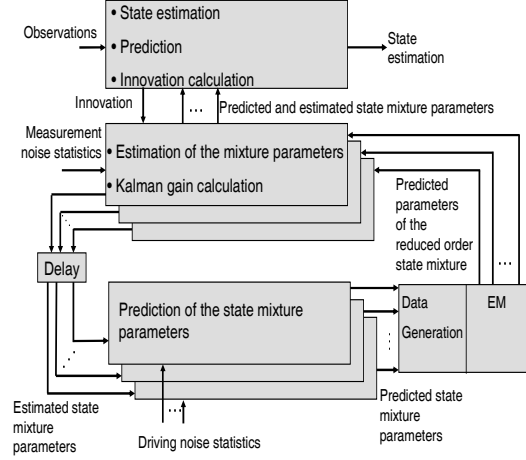 • State estimation
Observations
• Prediction
State
estimation
• Innovation calculation
Innovation
...
Predicted and estimated state mixture parameters
Measurement
noise statistics
• Estimation of the mixture parameters
• Kalman gain calculation
Predicted
parameters
of the
reduced order
state mixture
...
Delay
Prediction of the state mixture
parameters
Data
Generation
EM
Estimated state
mixture
parameters
...
Driving noise statistics
Predicted state
mixture
parameters